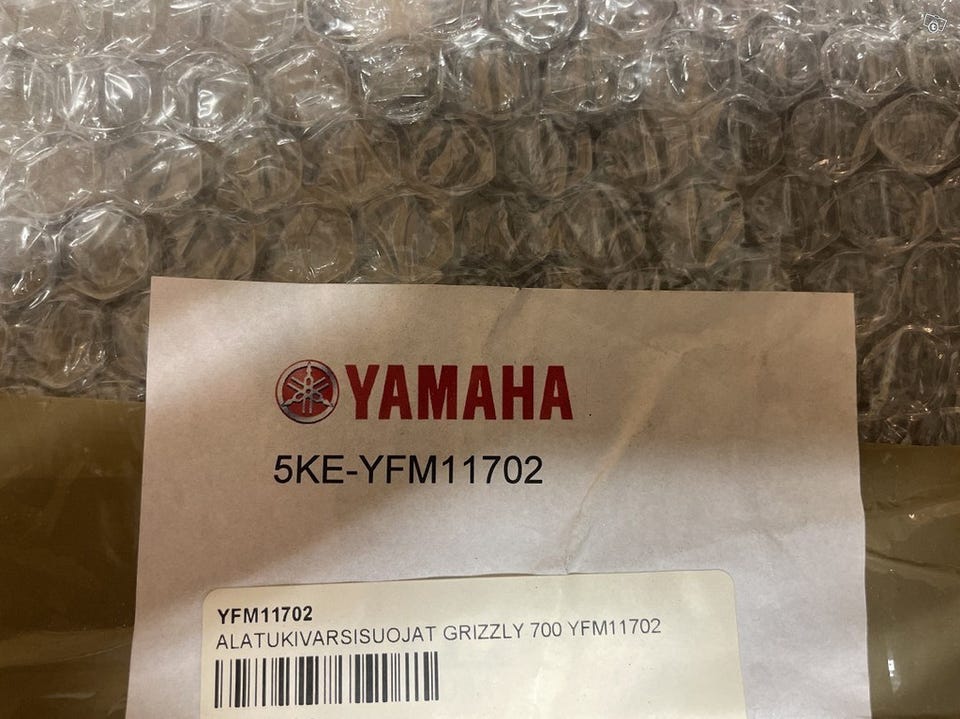 YAMAHA
5KE-YFM11702
YFM11702
ALATUKIVARSISUOJAT GRIZZLY 700 YFM11702